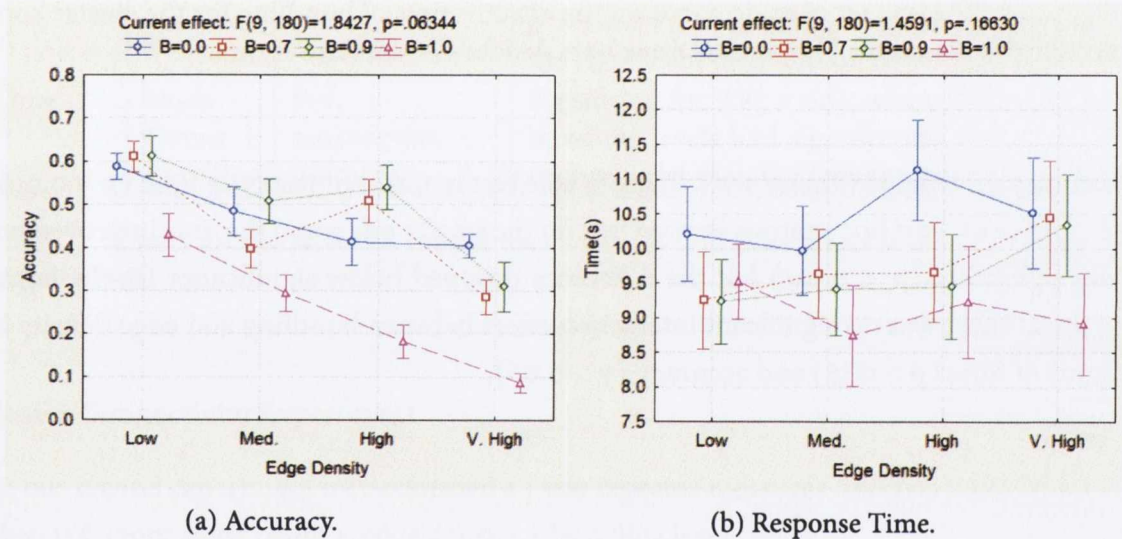 Current effect: F(9, 180)=1.8427, p=.06344
B=0.0 B=0.7 B=0.9 B=1.0
0.8
0.7
0.6
0.5
0.4
0.3
0.2
0.1
0.0
Accuracy
Low Med. High V. High
Edge Density
(a) Accuracy.
Current effect: F(9, 180)=1.4591, p=.16630
B=0.0 B=0.7 B=0.9 B=1.0
12.5
12.0
11.5
11.0
10.5
10.0
9.5
9.0
8.5
8.0
7.5
Time(s)
Low Med. High V. High
Edge Density
(b) Response Time.